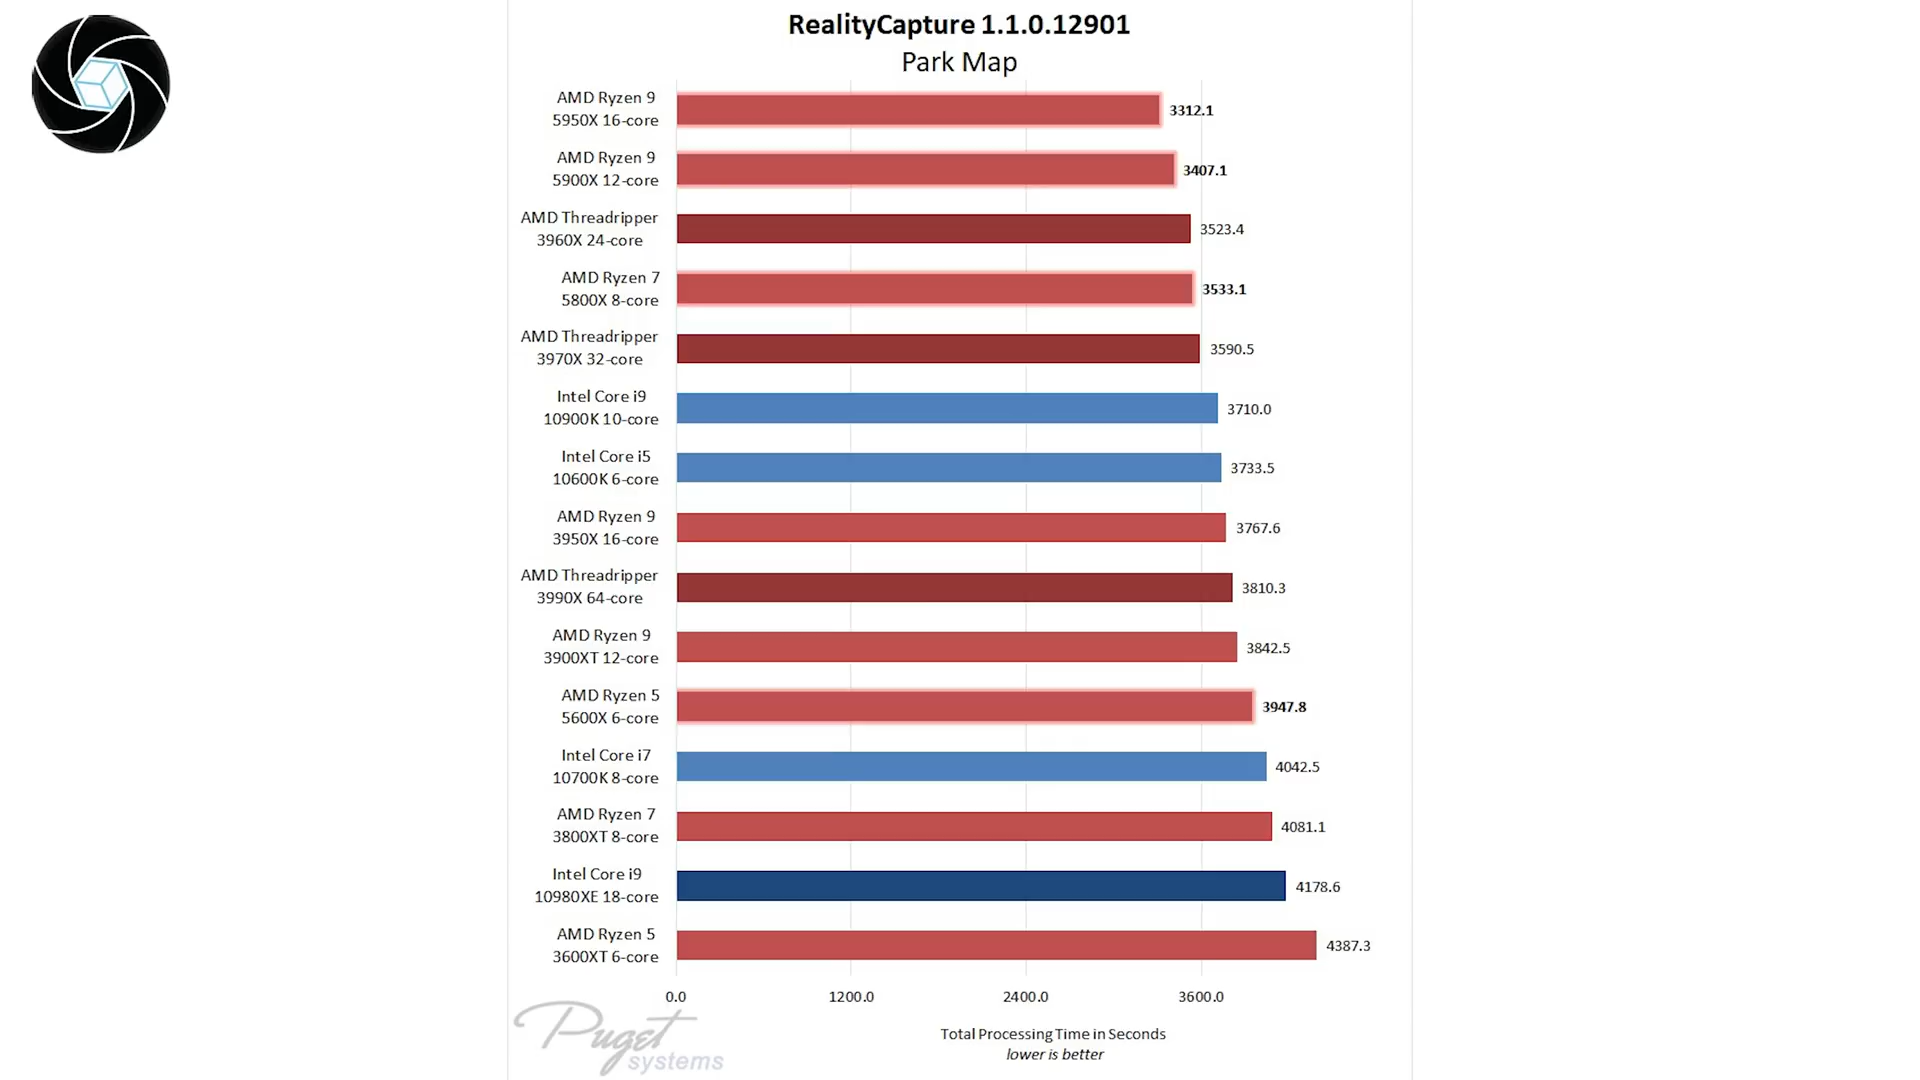 RealityCapture 1.1.0.12901
Park Map
AMD Ryzen 9
5950X 16-core
3312.1
AMD Ryzen 9
5900X 12-core
3407.1
AMD Threadripper
3960X 24-core
3523.4
AMD Ryzen 7
5800X 8-core
3533.1
AMD Threadripper
3970X 32-core
3590.5
Intel Core i9
10900K 10-core
3710.0
Intel Core i5
10600K 6-core
3733.5
AMD Ryzen 9
3950X 16-core
3767.6
AMD Threadripper
3990X 64-core
3810.3
AMD Ryzen 9
3900XT 12-core
3842.5
AMD Ryzen 5
5600X 6-core
3947.8
Intel Core i7
10700K 8-core
4042.5
AMD Ryzen 7
3800XT 8-core
4081.1
Intel Core i9
10980XE 18-core
4178.6
AMD Ryzen 5
3600XT 6-core
4387.3
0.0 1200.0 2400.0 3600.0
Total Processing Time in Seconds
lower is better
Puget
systems